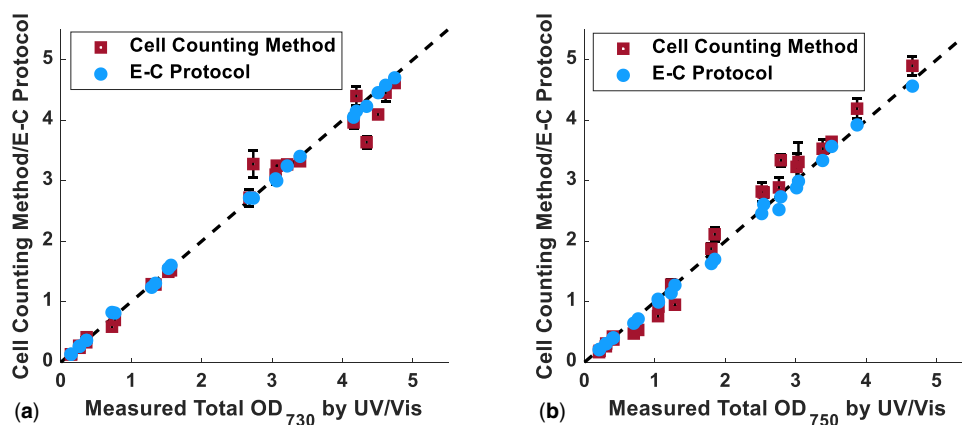 Cell Counting Method/E-C Protocol
5
4
3
2
1
0
Cell Counting Method
E-C Protocol
0 1 2 3 4 5
Measured Total OD730 by UV/Vis
(a)
Cell Counting Method/E-C Protocol
5
4
3
2
1
0
Cell Counting Method
E-C Protocol
0 1 2 3 4 5
Measured Total OD750 by UV/Vis
(b)